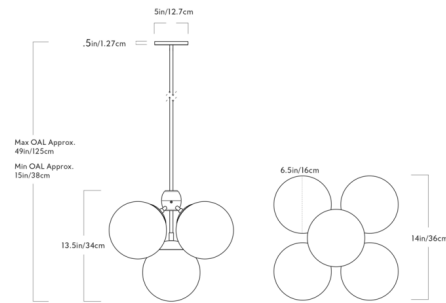 5in/12.7cm
.5in/1.27cm
Max OAL Approx.
49in/125cm
Min OAL Approx.
15in/38cm
6.5in/16cm
13.5in/34cm
14in/36cm